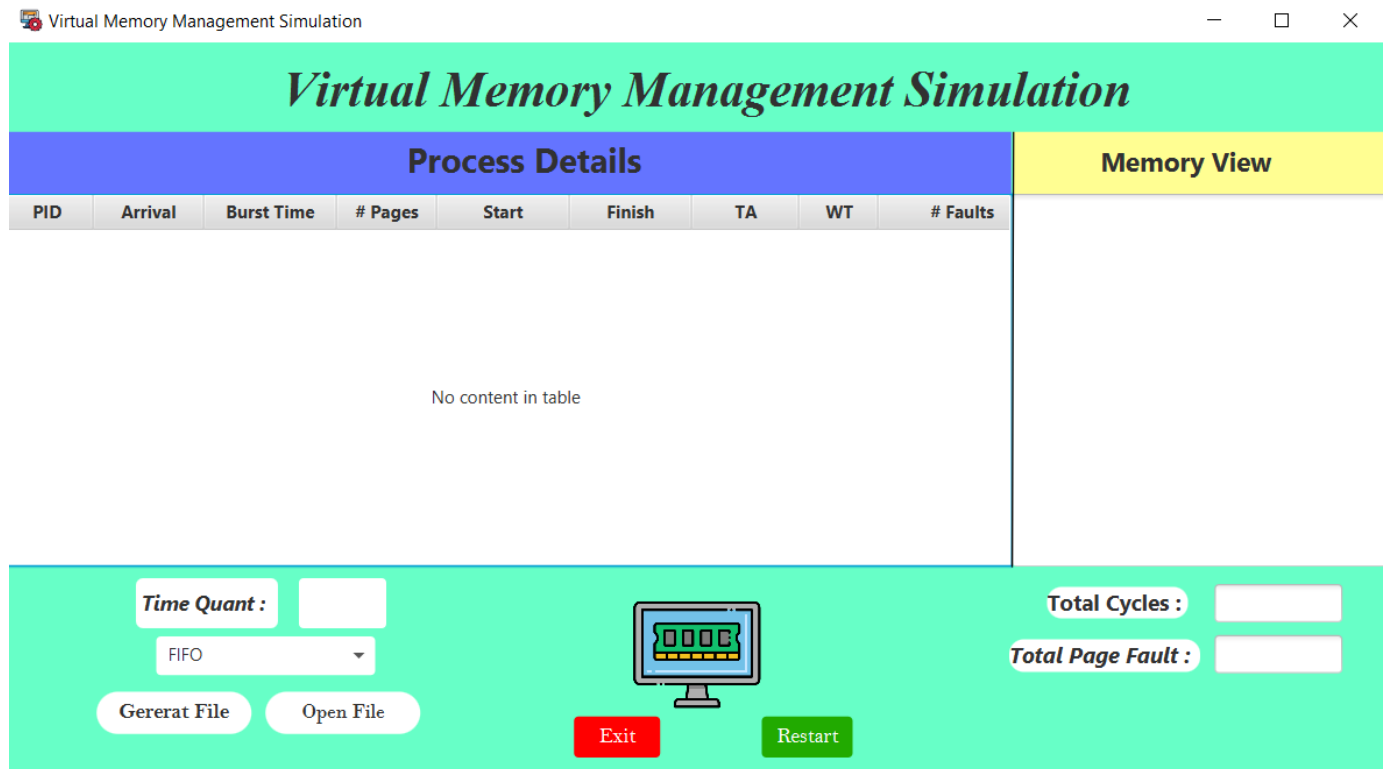 Virtual Memory Management Simulation
Virtual Memory Management Simulation
Process Details
Memory View
PID Arrival Burst Time # Pages Start Finish TA WT # Faults
No content in table
Time Quant :
FIFO
Gererat File Open File
Exit Restart
Total Cycles :
Total Page Fault :